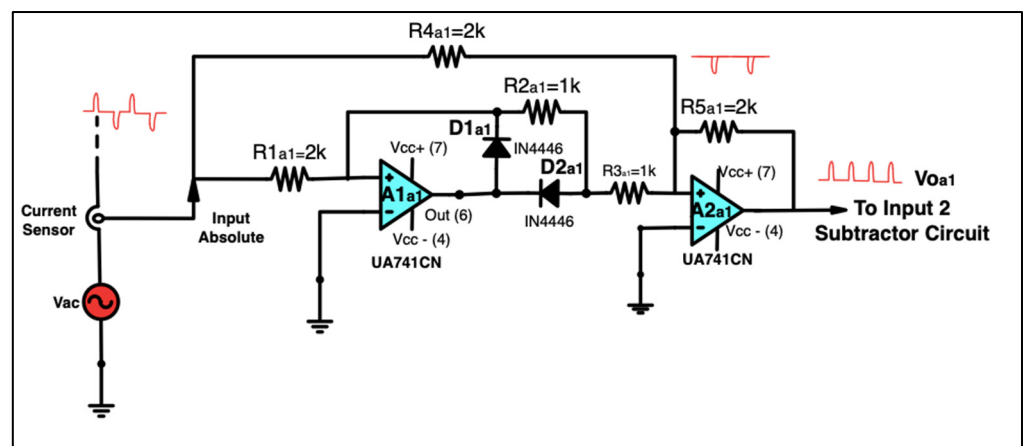 R4a1=2k
R2a1=1k
R5a1=2k
D1a1
IN4446
R1a1=2k
Vcc+ (7)
D2a1
R3a1=1k
Vcc+ (7)
Voa1
+
A1a1
-
Out (6)
IN4446
+
A2a1
-
To Input 2
Subtractor Circuit
Current
Sensor
Input
Absolute
Vcc - (4)
UA741CN
Vcc - (4)
UA741CN
Vac